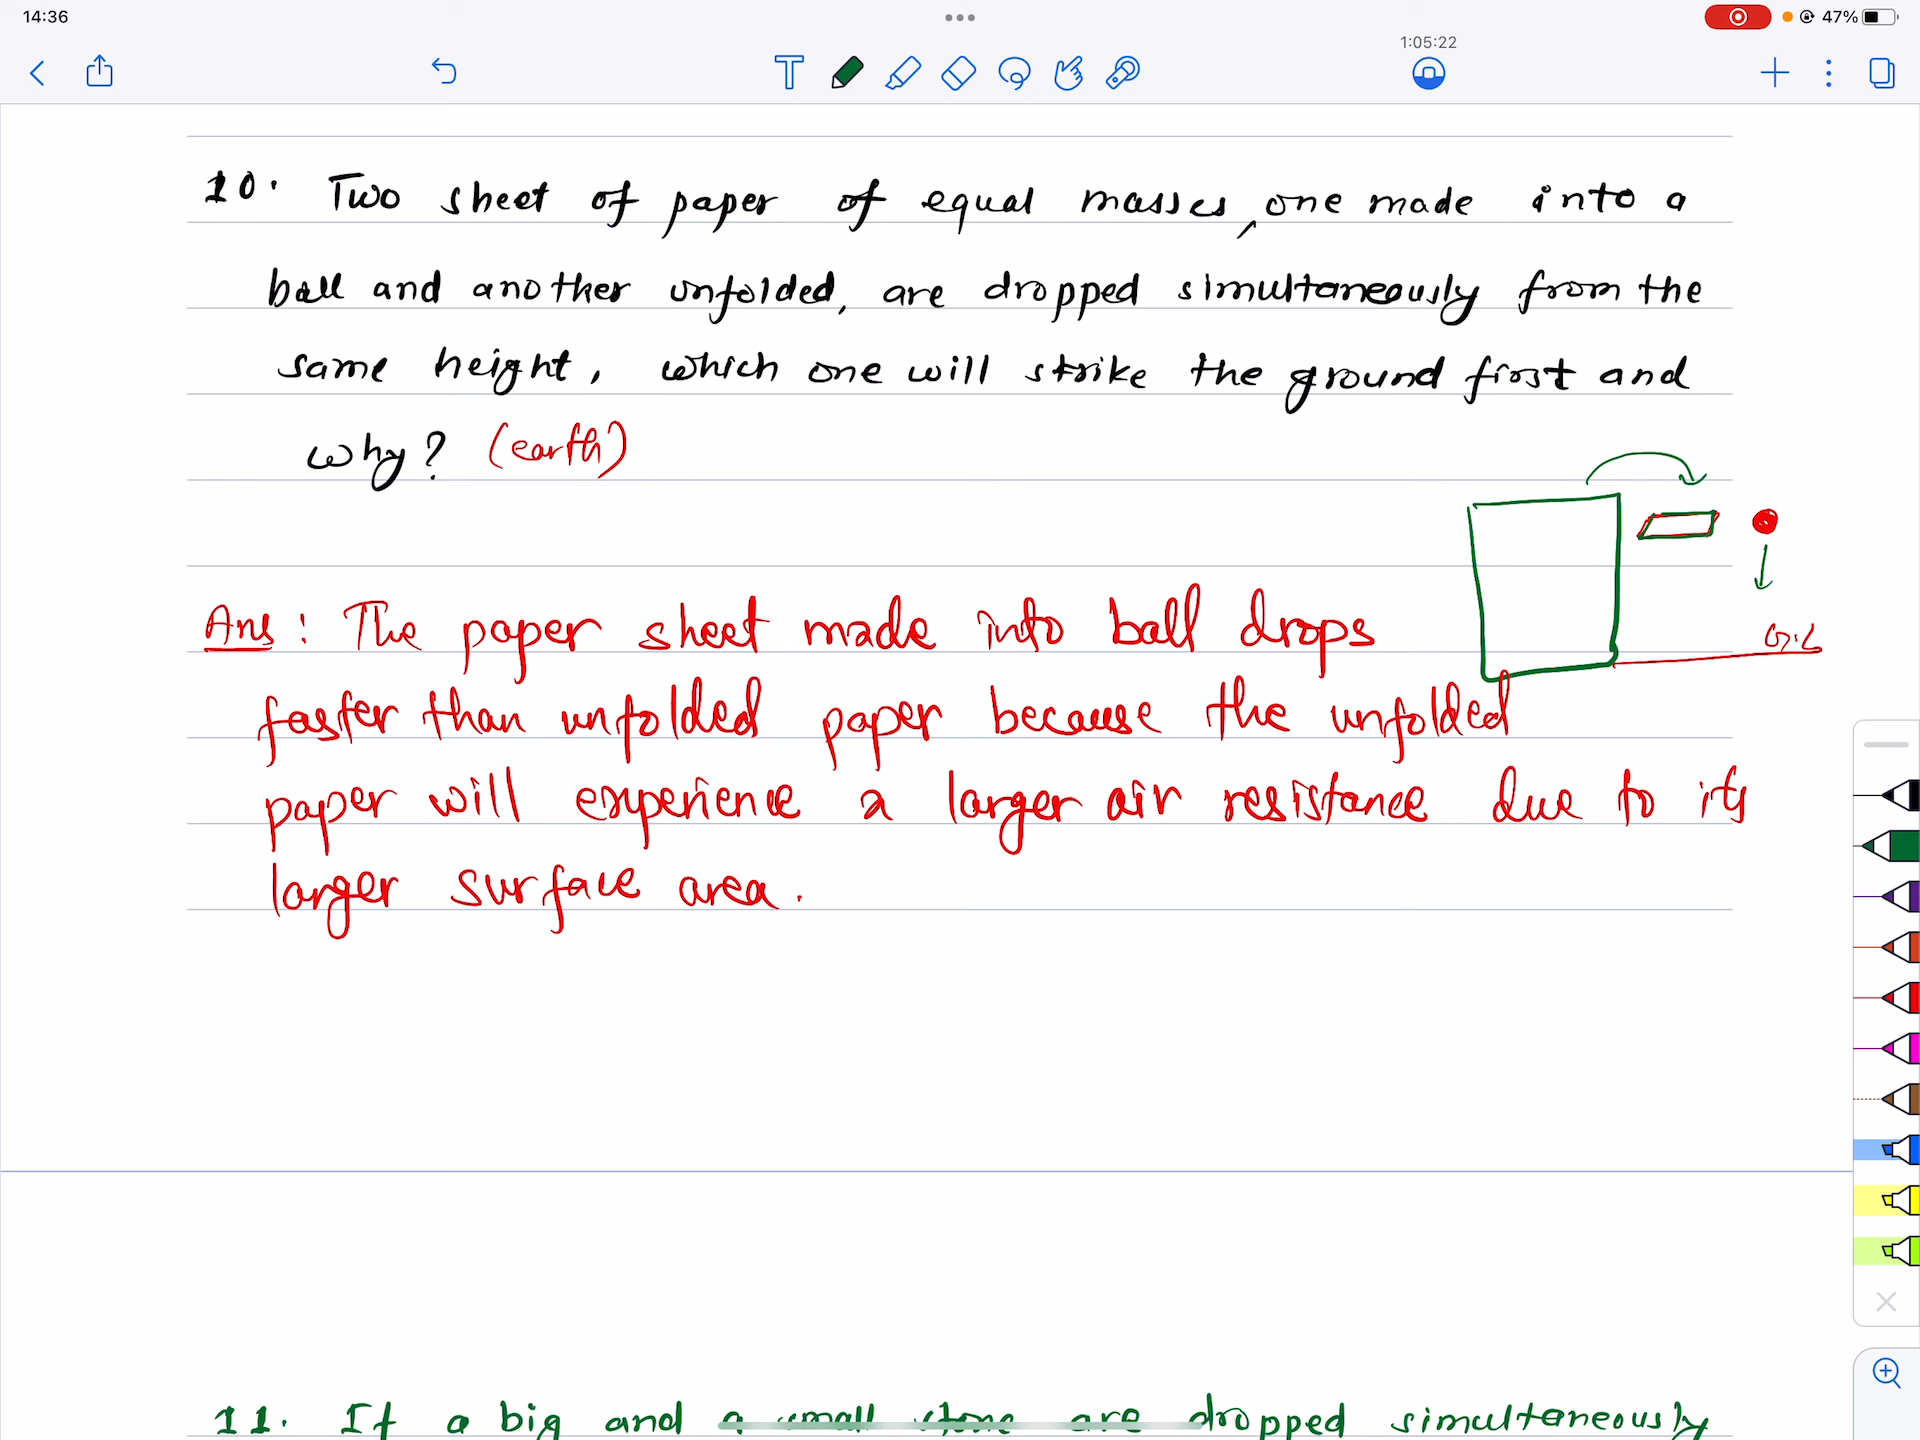 14:36
47%
1:05:22
10. Two sheet of paper of equal masses, one made into a
ball and another unfolded, are dropped simultaneously from the
same height, which one will strike the ground first and
why? (earth)
G.L
Ans: The paper sheet made into ball drops
faster than unfolded paper because the unfolded
paper will experience a larger air resistance due to its
larger surface area.
11. If a big and a small stone are dropped simultaneously